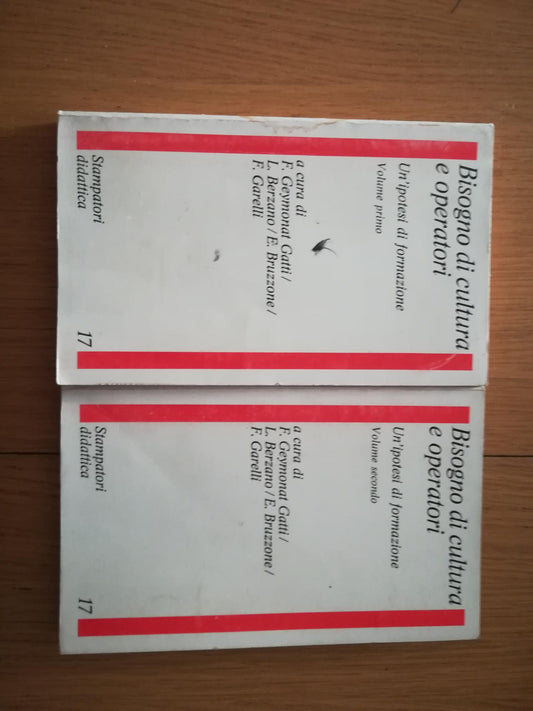 Bisogno di cultura
e operatori
Un'ipotesi di formazione
Volume primo
a cura di
F. Geymonat Gatti /
L. Berzano / E. Bruzzone /
F. Garelli
Stampatori
didattica
17
Bisogno di cultura
e operatori
Un'ipotesi di formazione
Volume secondo
a cura di
F. Geymonat Gatti /
L. Berzano / E. Bruzzone /
F. Garelli
Stampatori
didattica
17